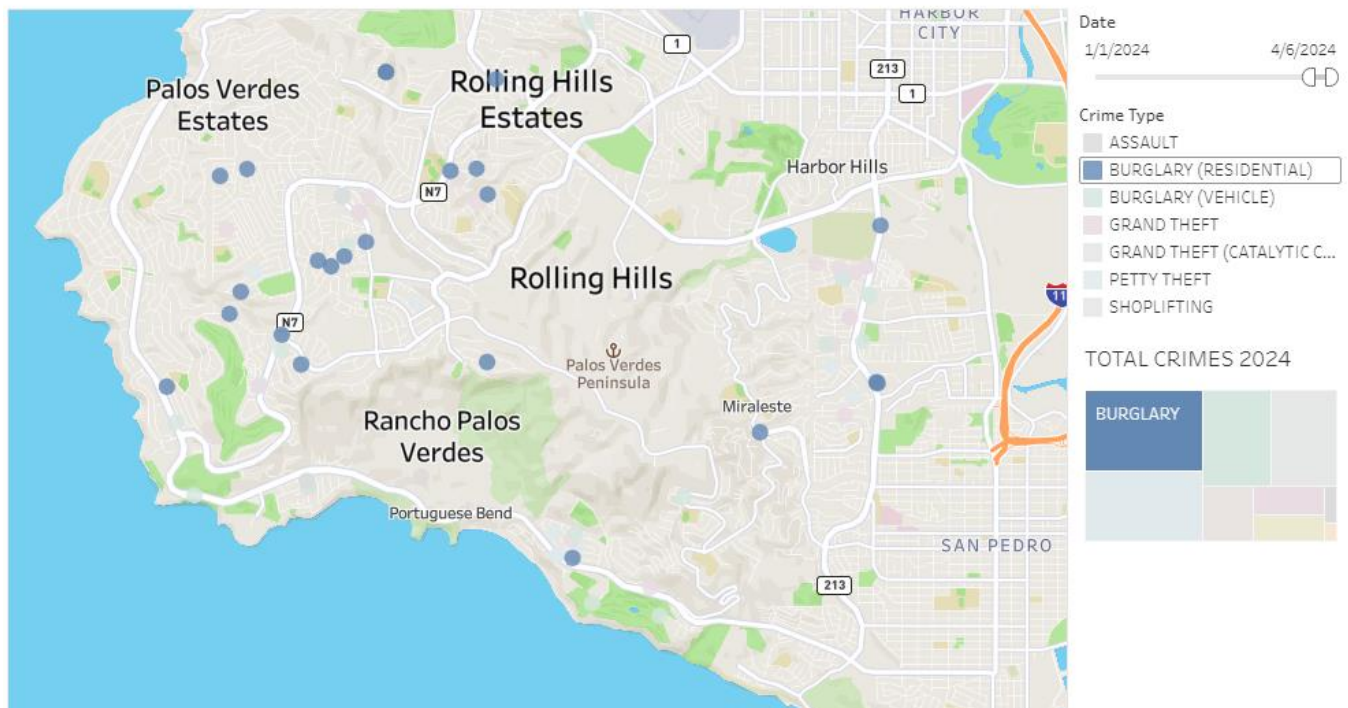 HARBOR
CITY
1
213
1
Palos Verdes
Estates
Rolling Hills
Estates
Harbor Hills
N7
Rolling Hills
N7
11
Palos Verdes
Peninsula
Miraleste
Rancho Palos
Verdes
Portuguese Bend
SAN PEDRO
213
Date
1/1/2024 4/6/2024
Crime Type
ASSAULT
BURGLARY (RESIDENTIAL)
BURGLARY (VEHICLE)
GRAND THEFT
GRAND THEFT (CATALYTIC C...
PETTY THEFT
SHOPLIFTING
TOTAL CRIMES 2024
BURGLARY